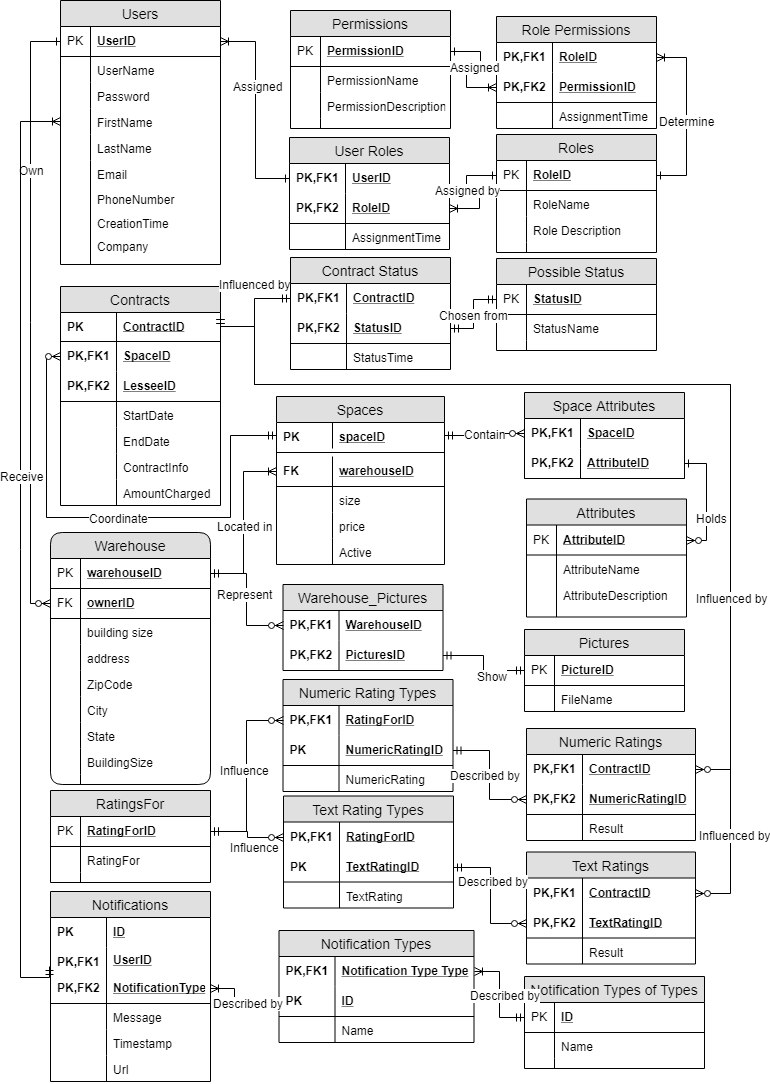 Users
PK UserID
UserName
Password
FirstName
LastName
Email
PhoneNumber
CreationTime
Company
Permissions
PK PermissionID
PermissionName
PermissionDescription
Role Permissions
PK,FK1 RoleID
PK,FK2 PermissionID
AssignmentTime
Assigned
Assigned
Determine
Own
User Roles
PK,FK1 UserID
PK,FK2 RoleID
AssignmentTime
Assigned by
Roles
PK RoleID
RoleName
Role Description
Contracts
PK ContractID
PK,FK1 SpaceID
PK,FK2 LesseeID
StartDate
EndDate
ContractInfo
AmountCharged
Influenced by
Contract Status
PK,FK1 ContractID
PK,FK2 StatusID
StatusTime
Chosen from
Possible Status
PK StatusID
StatusName
Receive
Coordinate
Spaces
PK spaceID
FK warehouseID
size
price
Active
Contain
Space Attributes
PK,FK1 SpaceID
PK,FK2 AttributeID
Holds
Located in
Attributes
PK AttributeID
AttributeName
AttributeDescription
Warehouse
PK warehouseID
FK ownerID
building size
address
ZipCode
City
State
BuildingSize
Represent
Warehouse_Pictures
PK,FK1 WarehouseID
PK,FK2 PicturesID
Show
Pictures
PK PictureID
FileName
Influenced by
Numeric Rating Types
PK,FK1 RatingForID
PK NumericRatingID
NumericRating
Influence
Described by
Numeric Ratings
PK,FK1 ContractID
PK,FK2 NumericRatingID
Result
Influenced by
RatingsFor
PK RatingForID
RatingFor
Influence
Text Rating Types
PK,FK1 RatingForID
PK TextRatingID
TextRating
Described by
Text Ratings
PK,FK1 ContractID
PK,FK2 TextRatingID
Result
Notifications
PK ID
PK,FK1 UserID
PK,FK2 NotificationType
Message
Timestamp
Url
Described by
Notification Types
PK,FK1 Notification Type Type
PK ID
Name
Described by
Notification Types of Types
PK ID
Name